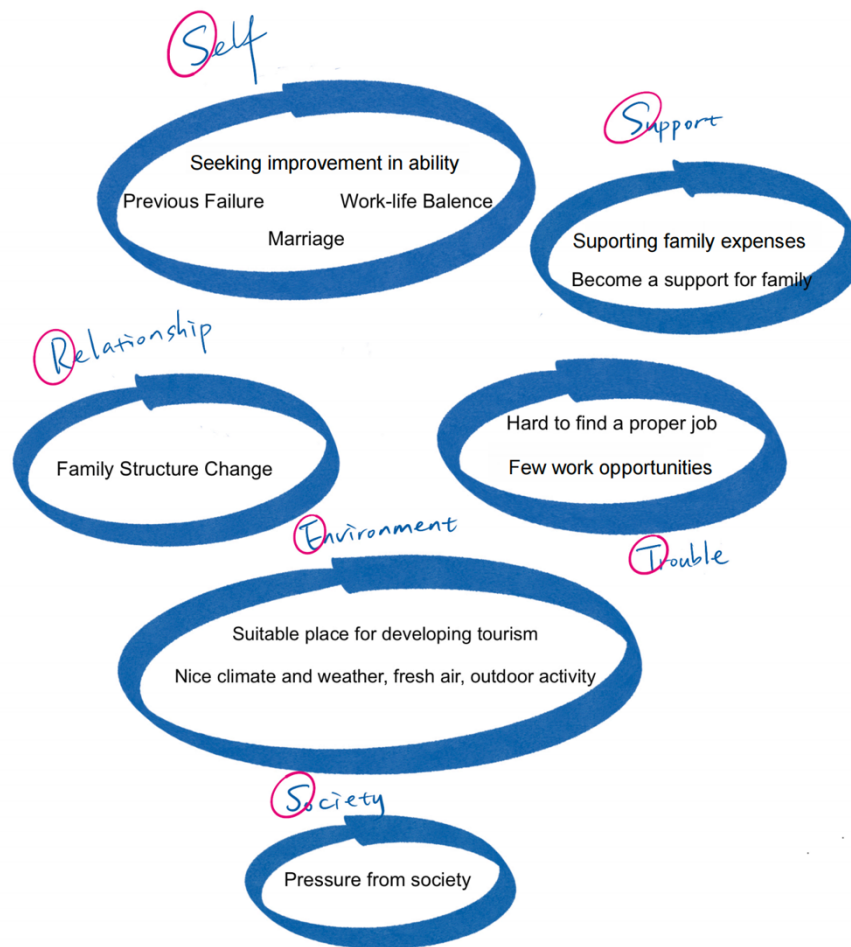 Self
Seeking improvement in ability
Previous Failure Work-life Balence
Marriage
Support
Suporting family expenses
Become a support for family
Relationship
Family Structure Change
Hard to find a proper job
Few work opportunities
Trouble
Environment
Suitable place for developing tourism
Nice climate and weather, fresh air, outdoor activity
Society
Pressure from society